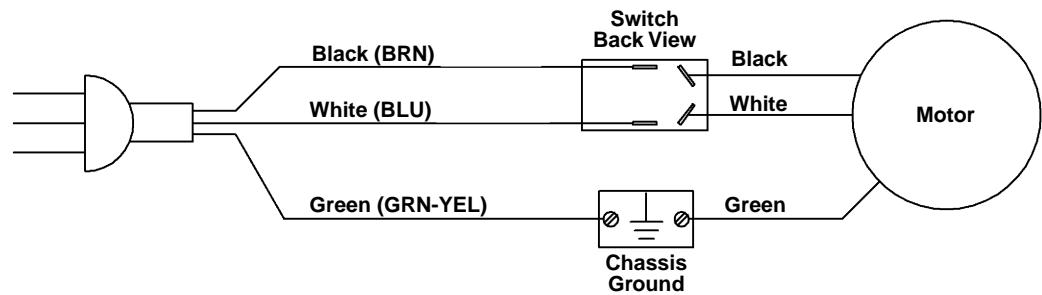 Switch
Back View
Black (BRN)
Black
White (BLU)
White
Motor
Green (GRN-YEL)
Green
Chassis
Ground